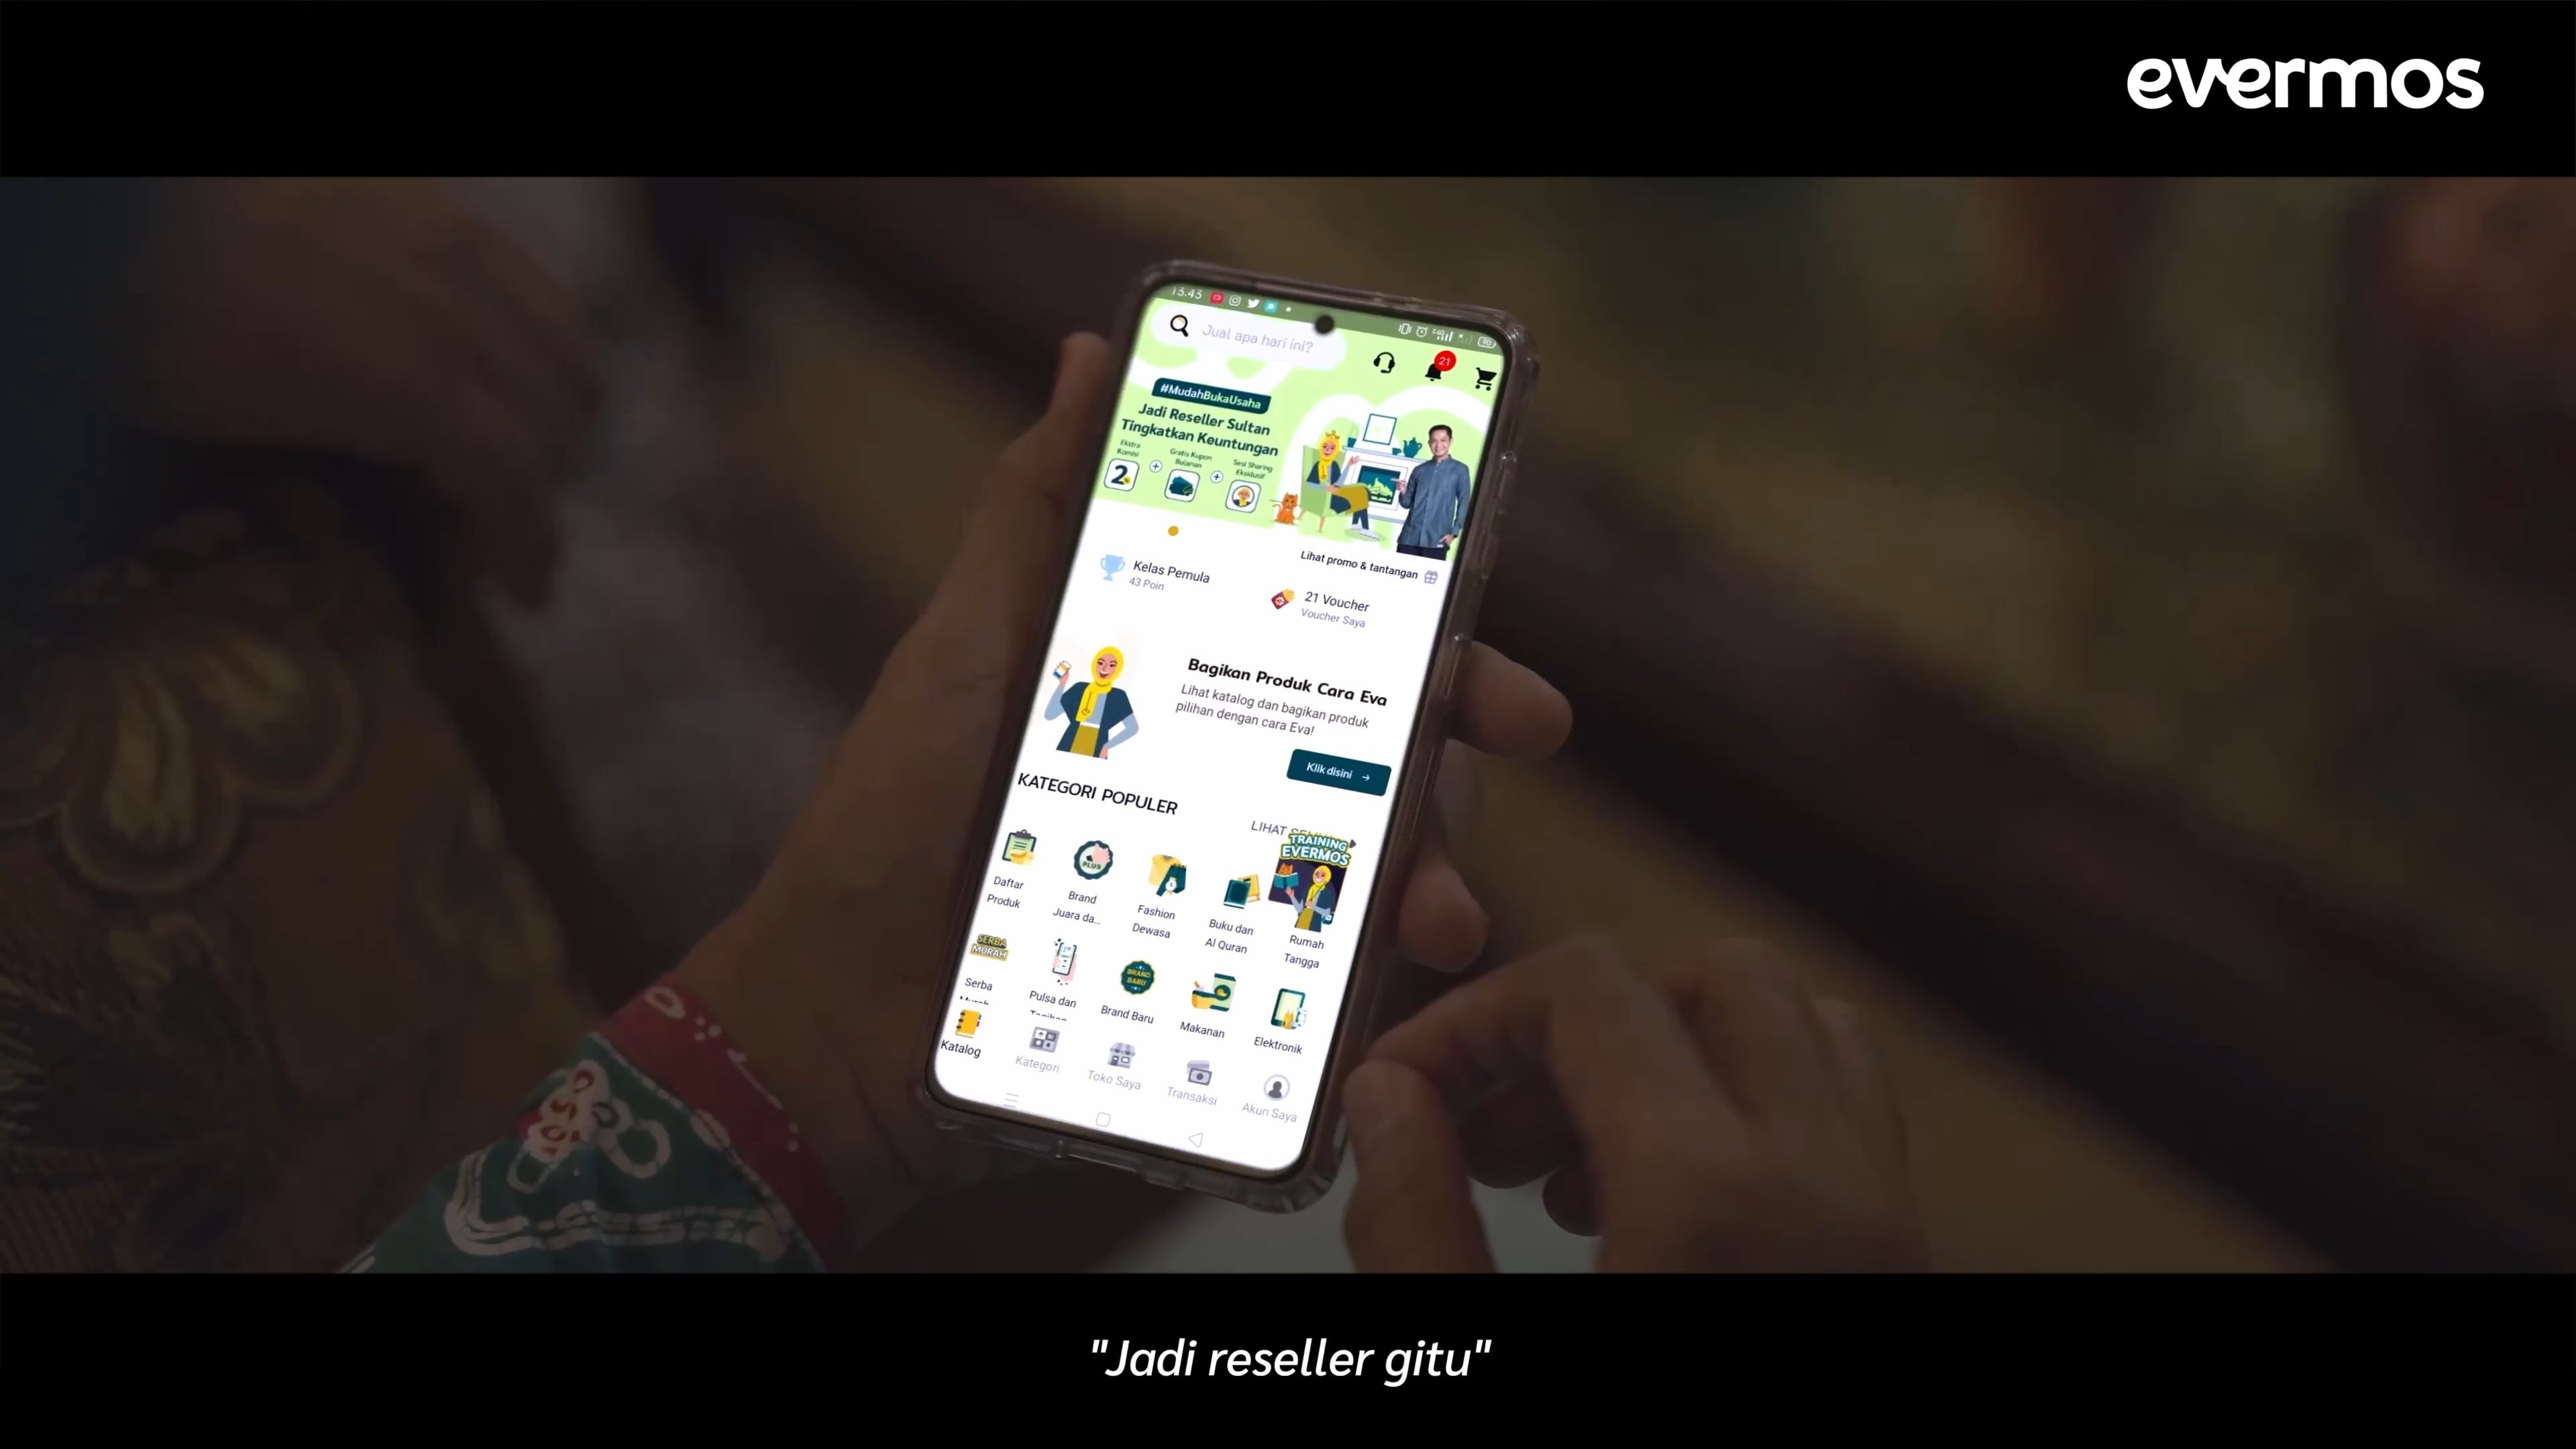 evermos
13.43
Jual apa hari ini?
21
#MudahBukaUsaha
Jadi Reseller Sultan
Tingkatkan Keuntungan
Ekstra
Komisi
Gratis Kupon
Bulanan
Sesi Sharing
Eksklusif
2
Lihat promo & tantangan
Kelas Pemula
43 Poin
21 Voucher
Voucher Saya
Bagikan Produk Cara Eva
Lihat katalog dan bagikan produk
pilihan dengan cara Eva!
Klik disini
KATEGORI POPULER
LIHAT
TRAINING
EVERMOS
PLUS
Daftar
Produk
Brand
Juara da...
Fashion
Dewasa
Buku dan
Al Quran
Rumah
Tangga
SERBA
MURAH
BRAND
BARU
Serba
Pulsa dan
Brand Baru
Makanan
Elektronik
Katalog
Kategori
Toko Saya
Transaksi
Akun Saya
"Jadi reseller gitu"